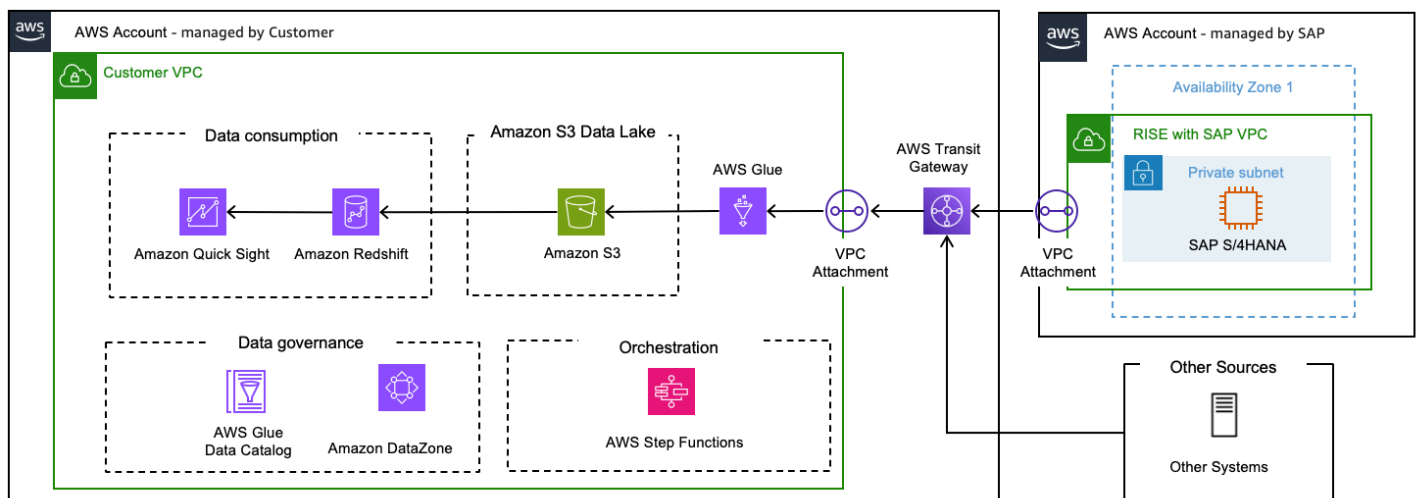 aws
AWS Account - managed by Customer
Customer VPC
Data consumption
Amazon Quick Sight
Amazon Redshift
Amazon S3 Data Lake
Amazon S3
AWS Glue
VPC
Attachment
AWS Transit
Gateway
Data governance
AWS Glue
Data Catalog
Amazon DataZone
Orchestration
AWS Step Functions
aws
AWS Account - managed by SAP
Availability Zone 1
RISE with SAP VPC
Private subnet
SAP S/4HANA
VPC
Attachment
Other Sources
Other Systems